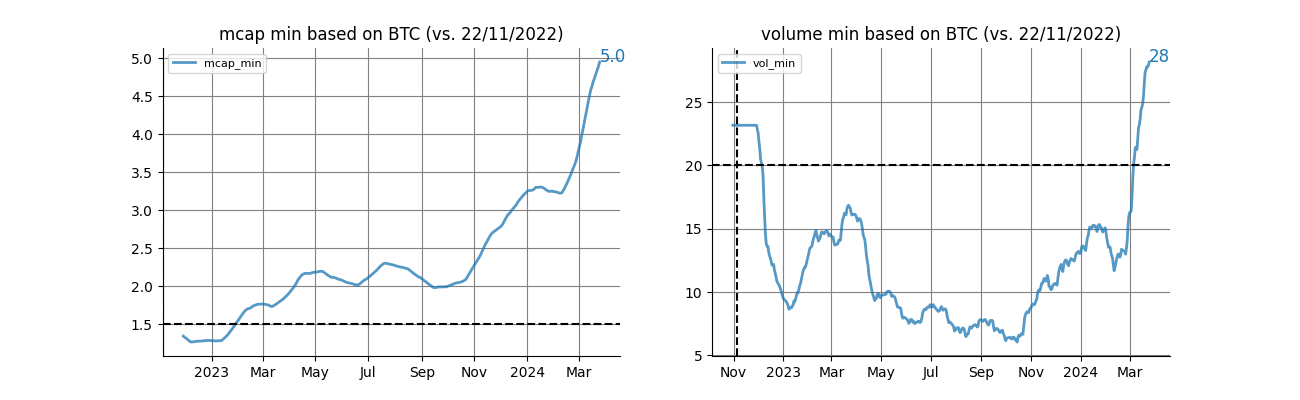 mcap min based on BTC (vs. 22/11/2022)
5.0
mcap_min
5.0
4.5
4.0
3.5
3.0
2.5
2.0
1.5
2023 Mar May Jul Sep Nov 2024 Mar
volume min based on BTC (vs. 22/11/2022)
28
vol_min
25
20
15
10
5
Nov 2023 Mar May Jul Sep Nov 2024 Mar